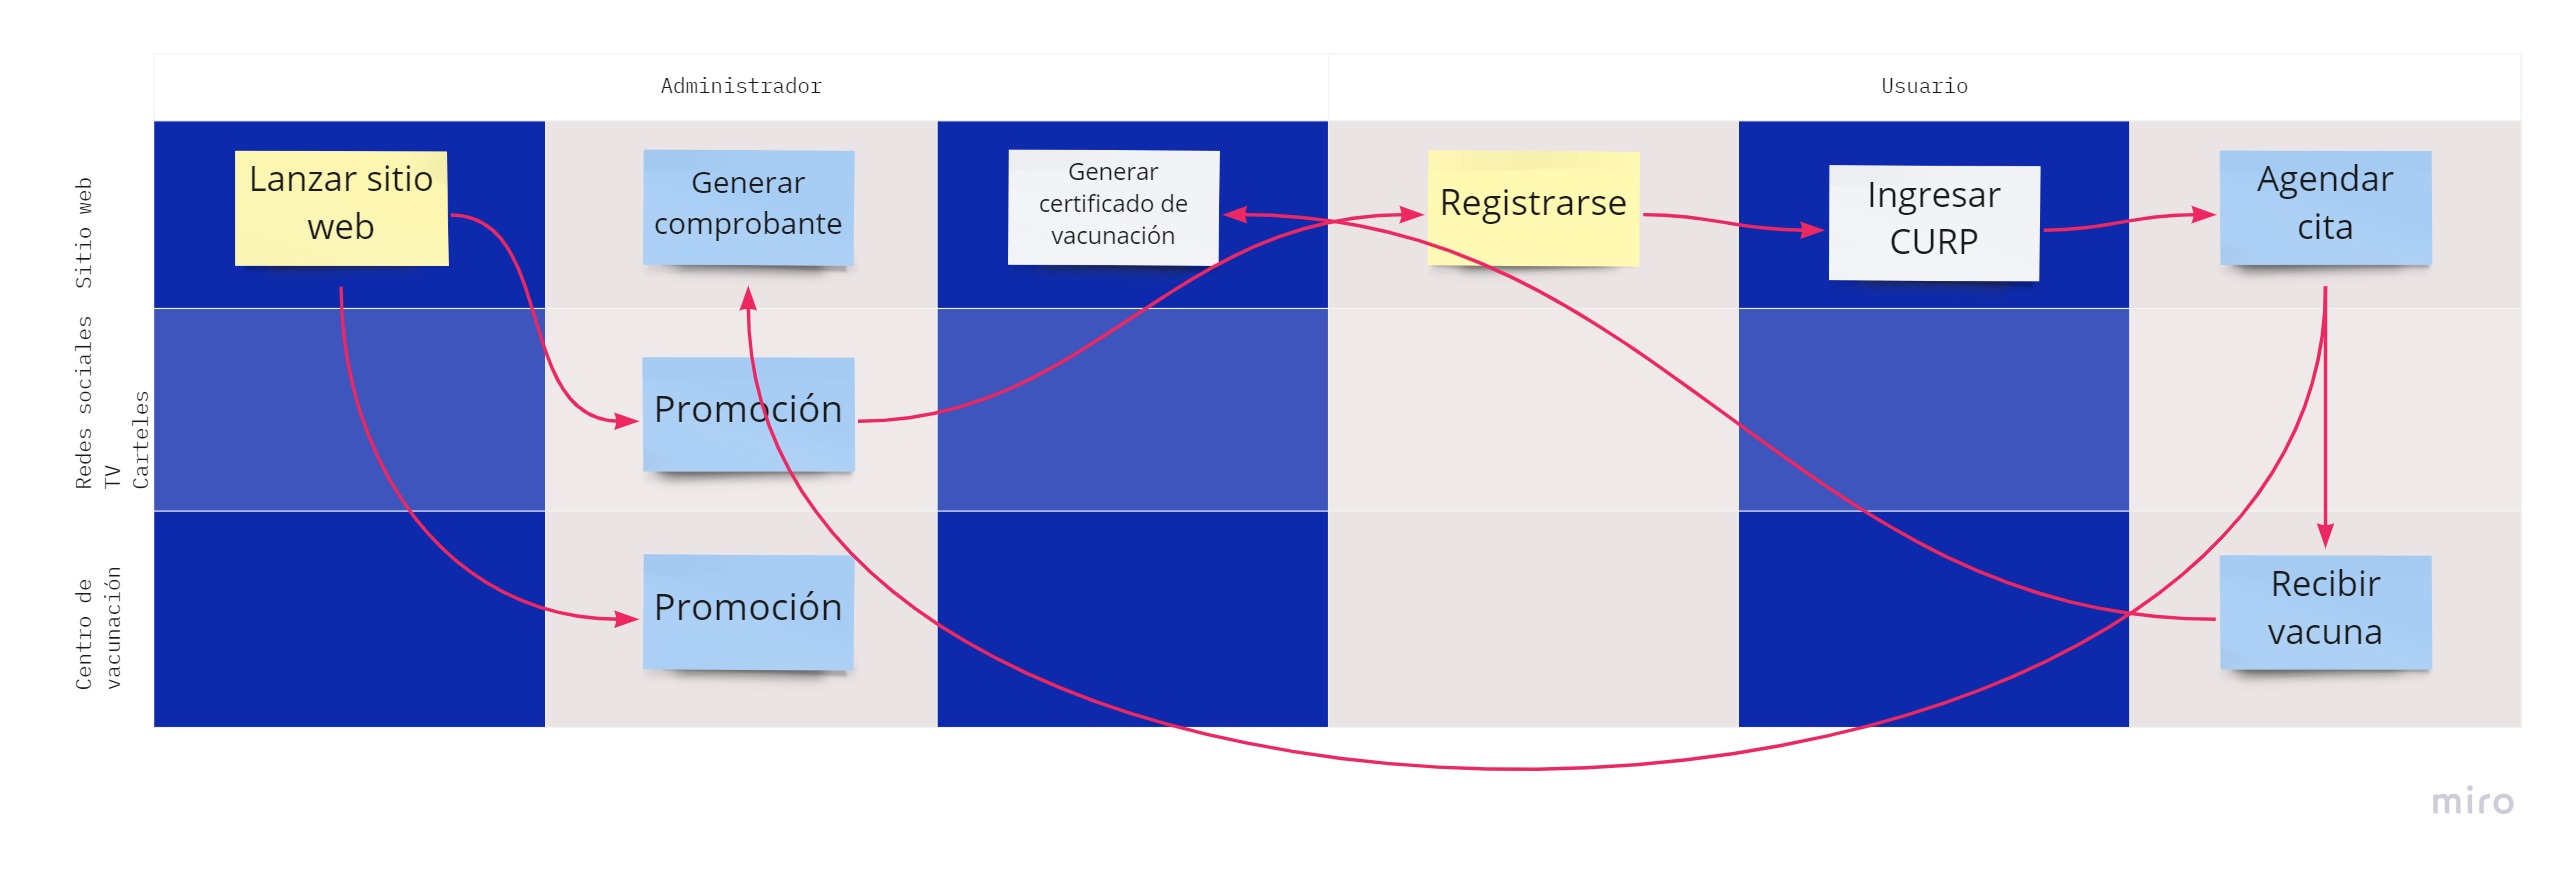 Administrador
Usuario
Sitio web
Lanzar sitio
web
Generar
comprobante
Generar
certificado de
vacunación
Registrarse
Ingresar
CURP
Agendar
cita
Redes sociales
TV
Carteles
Promoción
Centro de
vacunación
Promoción
Recibir
vacuna
miro